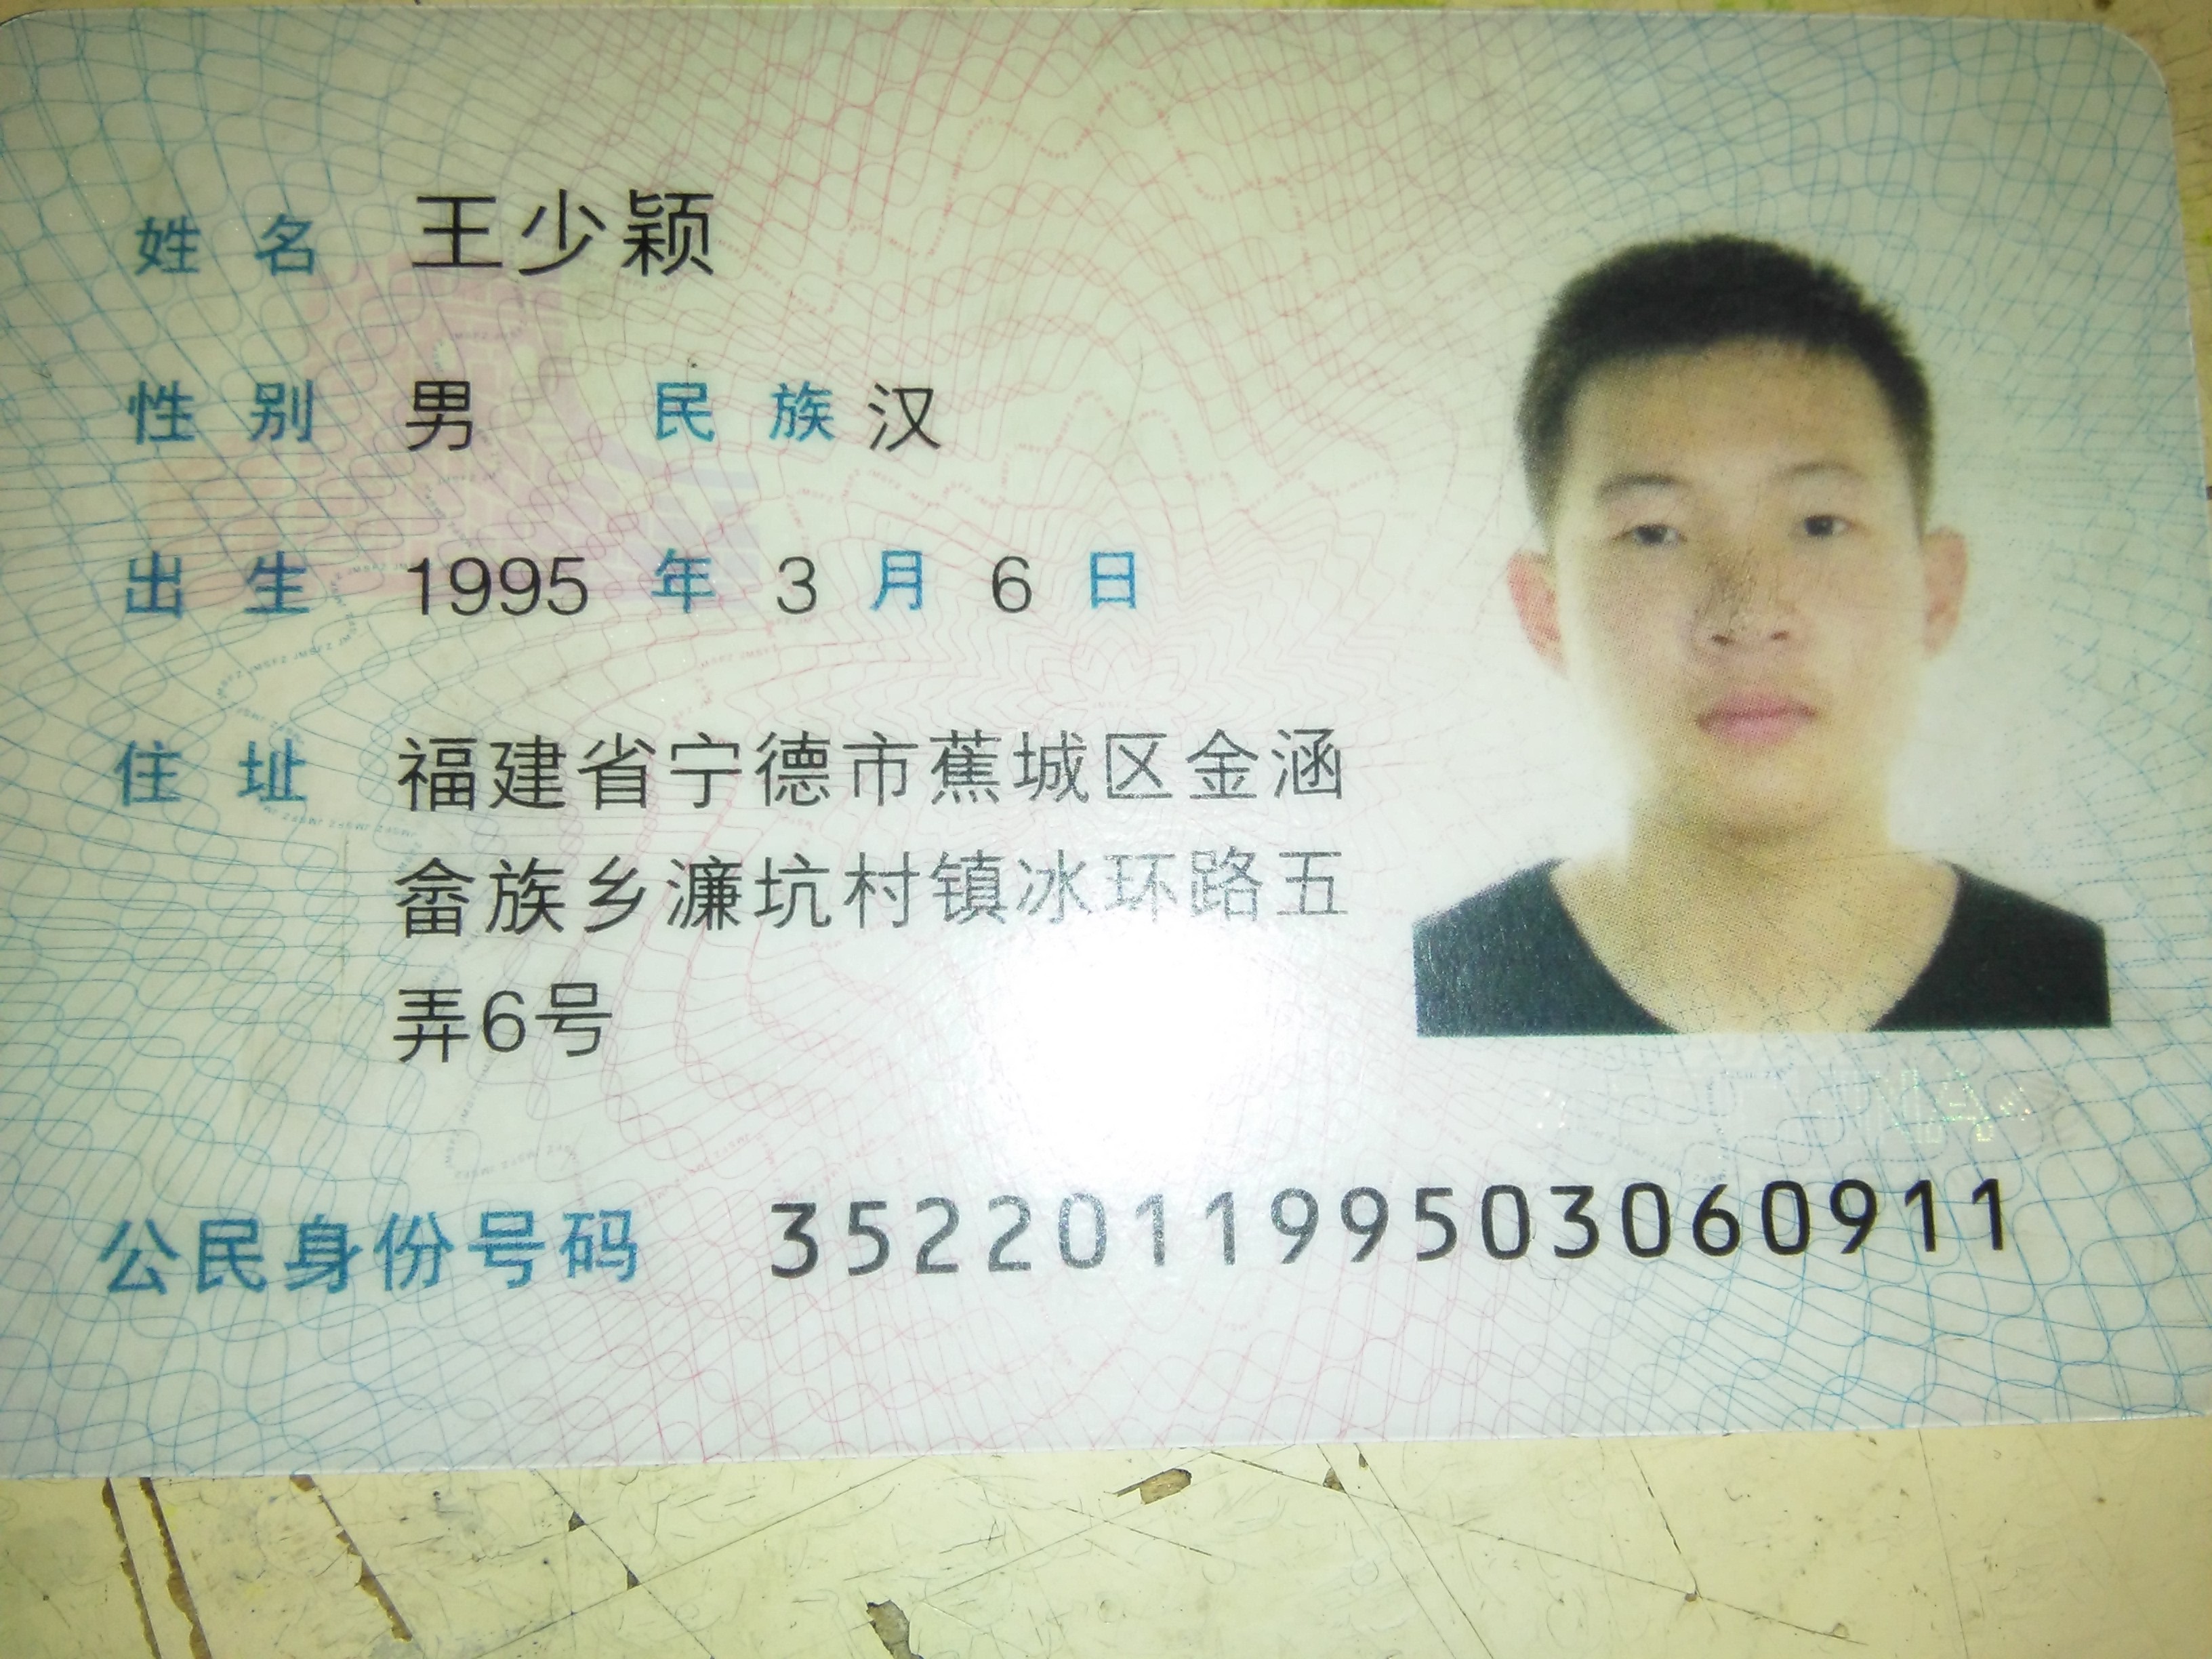 姓名 王少颖
性别 男 民族 汉
出生 1995 年 3 月 6 日
住址 福建省宁德市蕉城区金涵
畲族乡濂坑村镇冰环路五
弄6号
公民身份号码 352201199503060911